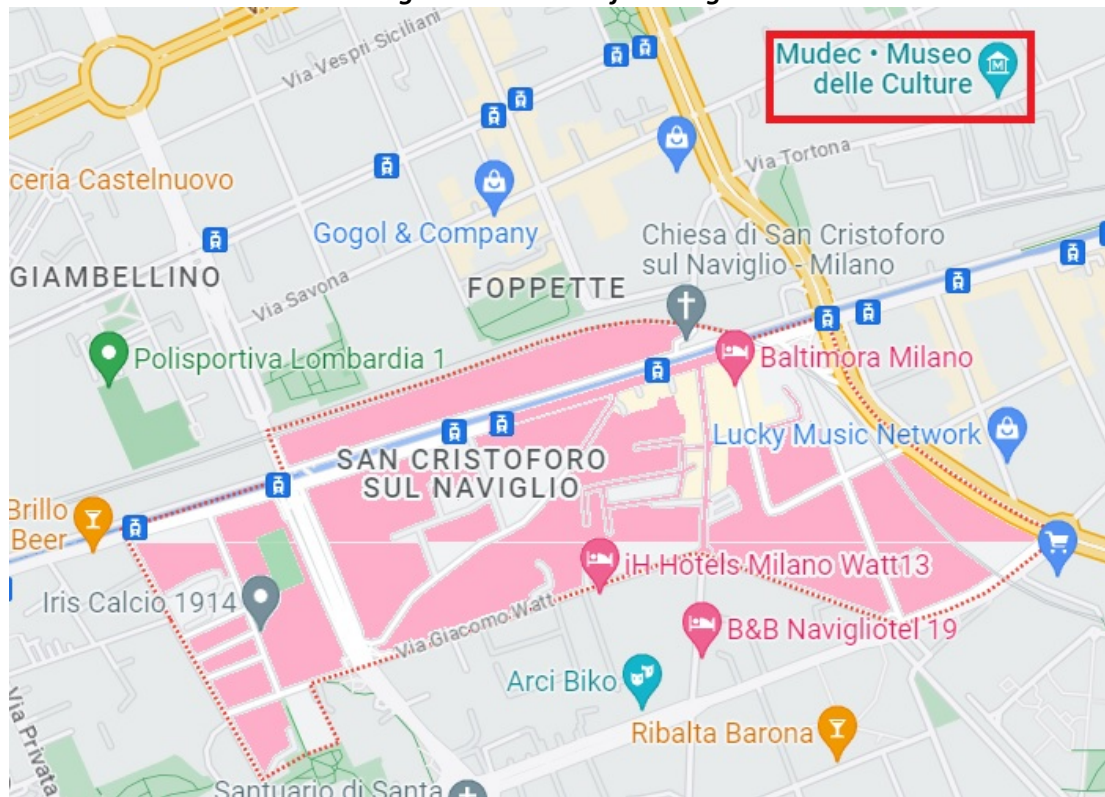 Via Vespri Siciliani
Mudec • Museo
delle Culture
Via Tortona
ceria Castelnuovo
Gogol & Company
Chiesa di San Cristoforo
sul Naviglio - Milano
GIAMBELLINO
FOPPETTE
Via Savona
Polisportiva Lombardia 1
Baltimora Milano
Lucky Music Network
SAN CRISTOFORO
SUL NAVIGLIO
Brillo
Beer
iH Hotels Milano Watt13
Iris Calcio 1914
Via Giacomo Watt
B&B Navigliotel 19
Arci Biko
Ribalta Barona
Via Privata
Santuario di Santa